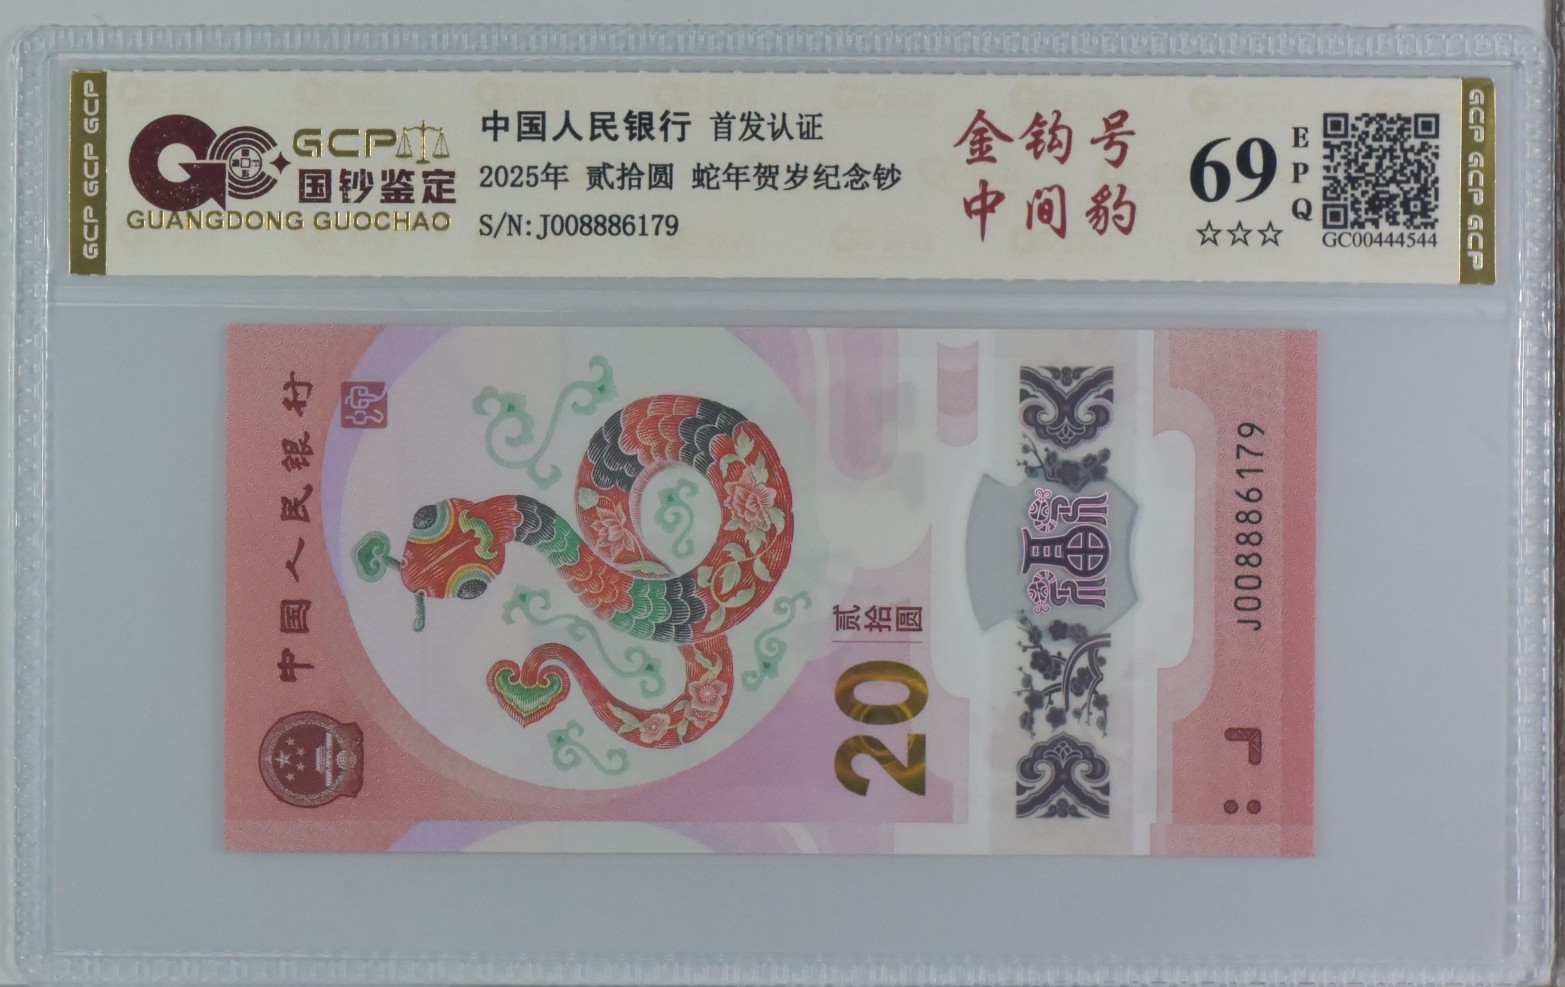 GCP GCP GCP
GCP
国钞鉴定
GUANGDONG GUOCHAO
中国人民银行 首发认证
2025年 贰拾圆 蛇年贺岁纪念钞
S/N:J008886179
金钩号
中间豹
69
EPQ
☆☆☆
GC00444544
GCP GCP GCP
中国人民银行
贰拾圆
20
福
J008886179